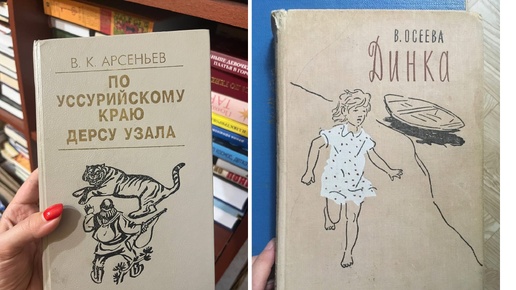 В. К. АРСЕНЬЕВ
ПО
УССУРИЙСКОМУ
КРАЮ
ДЕРСУ УЗАЛА
В. ОСЕЕВА
Динка